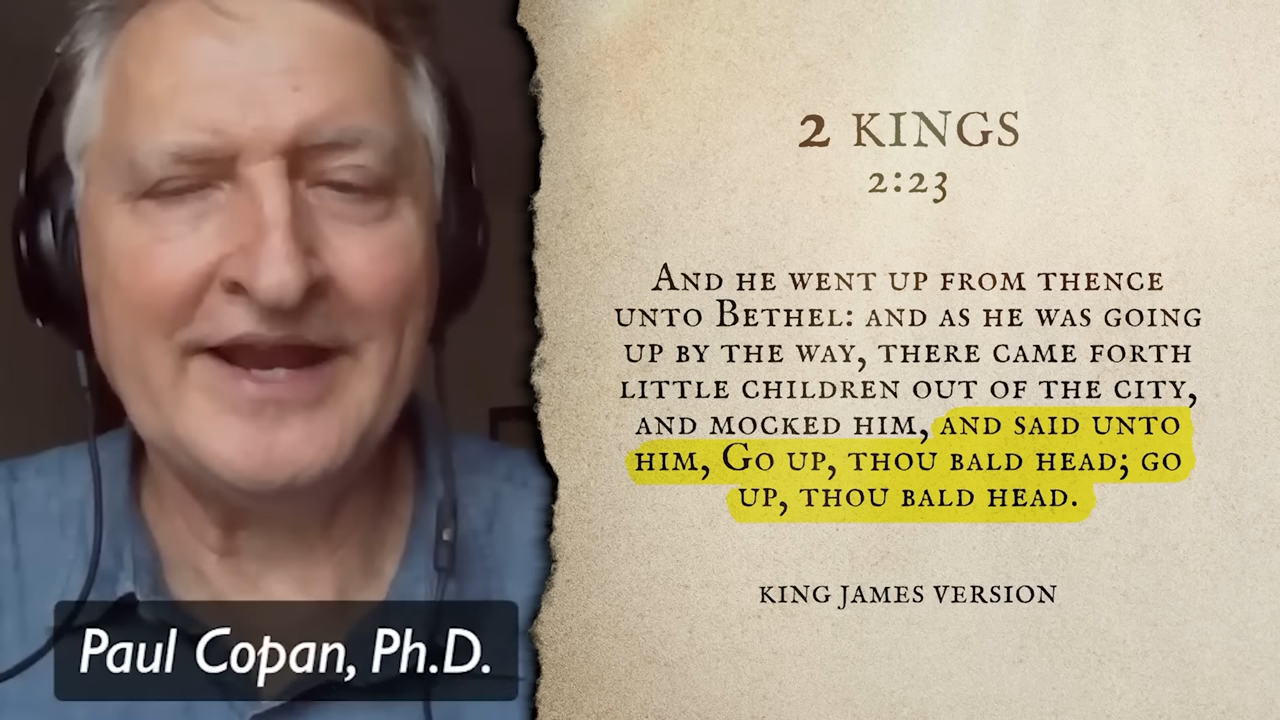 2 Kings
2:23
And he went up from thence
unto Bethel: and as he was going
up by the way, there came forth
little children out of the city,
and mocked him, and said unto
him, Go up, thou bald head; go
up, thou bald head.
King James Version
Paul Copan, Ph.D.